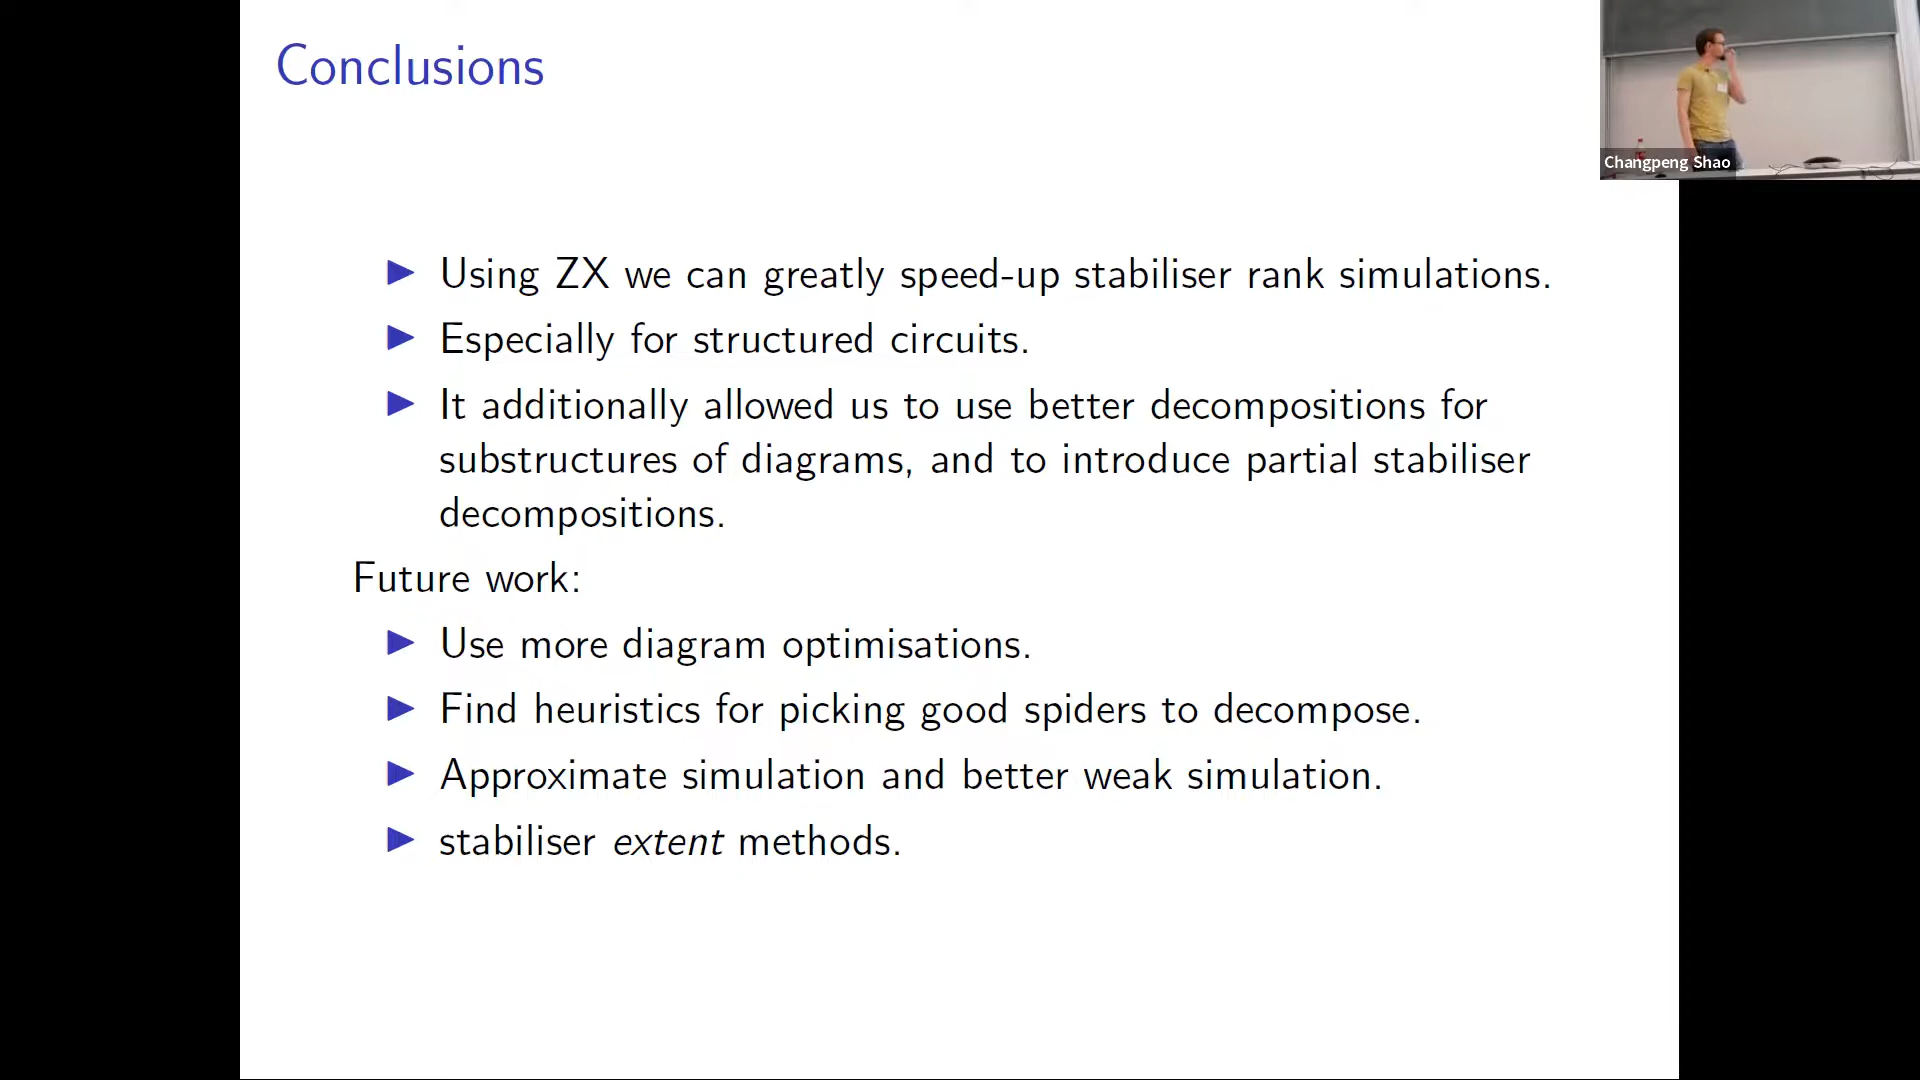 Conclusions
Changpeng Shao
Using ZX we can greatly speed-up stabiliser rank simulations.
Especially for structured circuits.
It additionally allowed us to use better decompositions for
substructures of diagrams, and to introduce partial stabiliser
decompositions.
Future work:
Use more diagram optimisations.
Find heuristics for picking good spiders to decompose.
Approximate simulation and better weak simulation.
stabiliser extent methods.